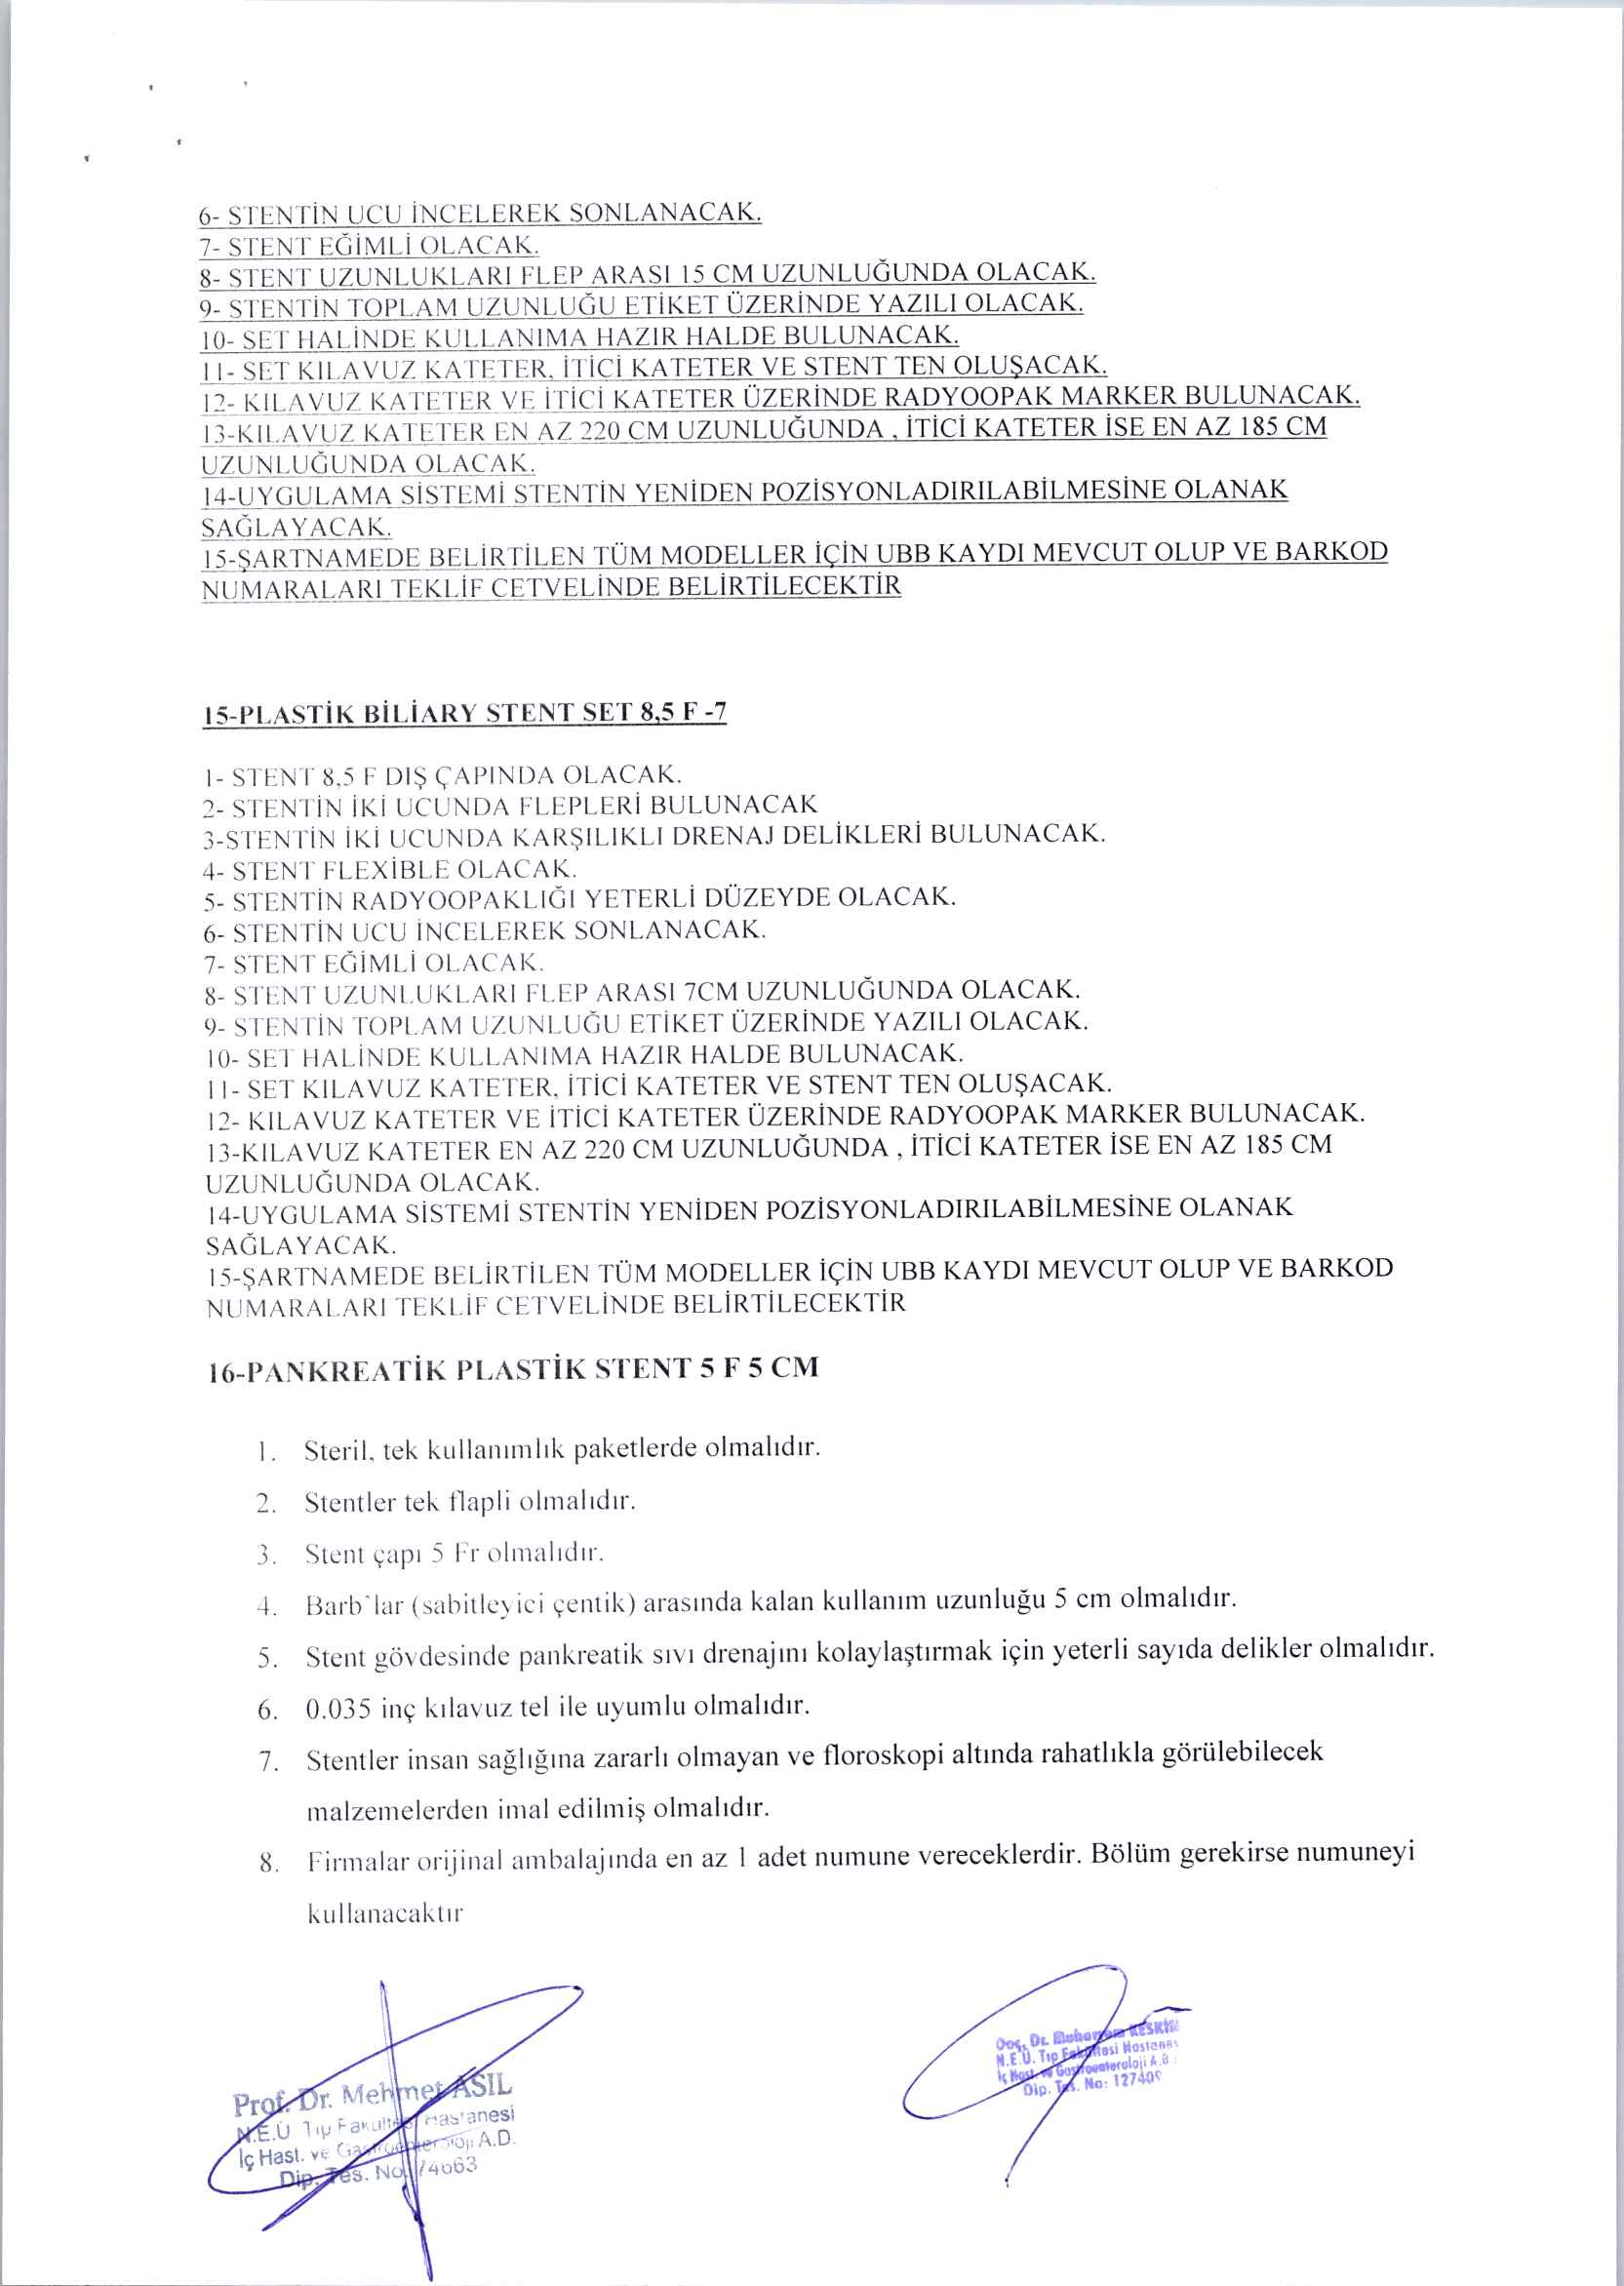 6- STENTİN UCU İNCELEREK SONLANACAK.
7- STENT EĞİMLİ OLACAK.
8- STENT UZUNLUKLARI FLEP ARASI 15 CM UZUNLUĞUNDA OLACAK.
9- STENTİN TOPLAM UZUNLUĞU ETİKET ÜZERİNDE YAZILI OLACAK.
10- SET HALİNDE KULLANIMA HAZIR HALDE BULUNACAK.
11- SET KILAVUZ KATETER, İTİCİ KATETER VE STENT TEN OLUŞACAK.
12- KILAVUZ KATETER VE İTİCİ KATETER ÜZERİNDE RADYOOPAK MARKER BULUNACAK.
13-KILAVUZ KATETER EN AZ 220 CM UZUNLUĞUNDA , İTİCİ KATETER İSE EN AZ 185 CM
UZUNLUĞUNDA OLACAK.
14-UYGULAMA SİSTEMİ STENTİN YENİDEN POZİSYONLADIRILABİLMESİNE OLANAK
SAĞLAYACAK.
15-ŞARTNAMEDE BELİRTİLEN TÜM MODELLER İÇİN UBB KAYDI MEVCUT OLUP VE BARKOD
NUMARALARI TEKLİF CETVELİNDE BELİRTİLECEKTİR
15-PLASTİK BİLİARY STENT SET 8,5 F -7
1- STENT 8,5 F DIŞ ÇAPINDA OLACAK.
2- STENTİN İKİ UCUNDA FLEPLERİ BULUNACAK
3-STENTİN İKİ UCUNDA KARŞILIKLI DRENAJ DELİKLERİ BULUNACAK.
4- STENT FLEXİBLE OLACAK.
5- STENTİN RADYOOPAKLIĞI YETERLİ DÜZEYDE OLACAK.
6- STENTİN UCU İNCELEREK SONLANACAK.
7- STENT EĞİMLİ OLACAK.
8- STENT UZUNLUKLARI FLEP ARASI 7CM UZUNLUĞUNDA OLACAK.
9- STENTİN TOPLAM UZUNLUĞU ETİKET ÜZERİNDE YAZILI OLACAK.
10- SET HALİNDE KULLANIMA HAZIR HALDE BULUNACAK.
11- SET KILAVUZ KATETER, İTİCİ KATETER VE STENT TEN OLUŞACAK.
12- KILAVUZ KATETER VE İTİCİ KATETER ÜZERİNDE RADYOOPAK MARKER BULUNACAK.
13-KILAVUZ KATETER EN AZ 220 CM UZUNLUĞUNDA , İTİCİ KATETER İSE EN AZ 185 CM
UZUNLUĞUNDA OLACAK.
14-UYGULAMA SİSTEMİ STENTİN YENİDEN POZİSYONLADIRILABİLMESİNE OLANAK
SAĞLAYACAK.
15-ŞARTNAMEDE BELİRTİLEN TÜM MODELLER İÇİN UBB KAYDI MEVCUT OLUP VE BARKOD
NUMARALARI TEKLİF CETVELİNDE BELİRTİLECEKTİR
16-PANKREATİK PLASTİK STENT 5 F 5 CM
1. Steril, tek kullanımlık paketlerde olmalıdır.
2. Stentler tek flapli olmalıdır.
3. Stent çapı 5 Fr olmalıdır.
4. Barb`lar (sabitleyici çentik) arasında kalan kullanım uzunluğu 5 cm olmalıdır.
5. Stent gövdesinde pankreatik sıvı drenajını kolaylaştırmak için yeterli sayıda delikler olmalıdır.
6. 0.035 inç kılavuz tel ile uyumlu olmalıdır.
7. Stentler insan sağlığına zararlı olmayan ve floroskopi altında rahatlıkla görülebilecek
malzemelerden imal edilmiş olmalıdır.
8. Firmalar orijinal ambalajında en az 1 adet numune vereceklerdir. Bölüm gerekirse numuneyi
kullanacaktır
Prof. Dr. Mehmet ASIL
N.E.Ü Tıp Fakültesi Hastanesi
İç Hast. ve Gastroenteroloji A.D.
Dip. Tes. No: 74663
Doç. Dr. Muharrem KESKİN
N.E.Ü. Tıp Fakültesi Hastanesi
İç Hast. ve Gastroenteroloji A.B
Dip. Tes. No: 127409